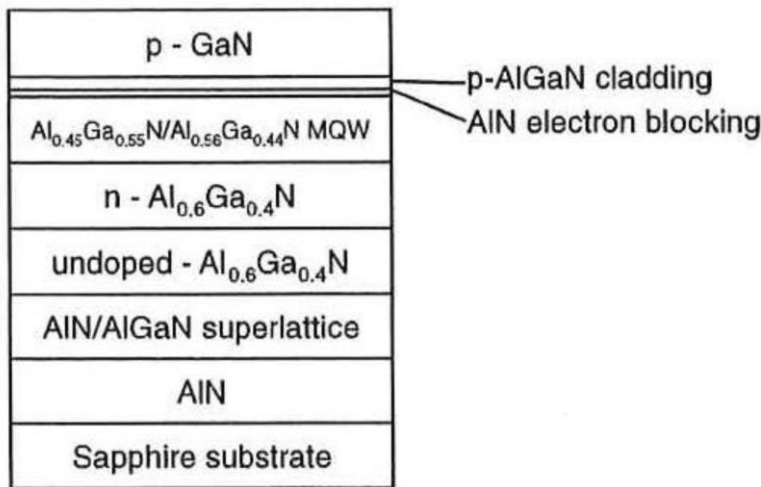 p - GaN
p-AlGaN cladding
AlN electron blocking
Al₀.₄₅Ga₀.₅₅N/Al₀.₅₆Ga₀.₄₄N MQW
n - Al₀.₆Ga₀.₄N
undoped - Al₀.₆Ga₀.₄N
AlN/AlGaN superlattice
AlN
Sapphire substrate